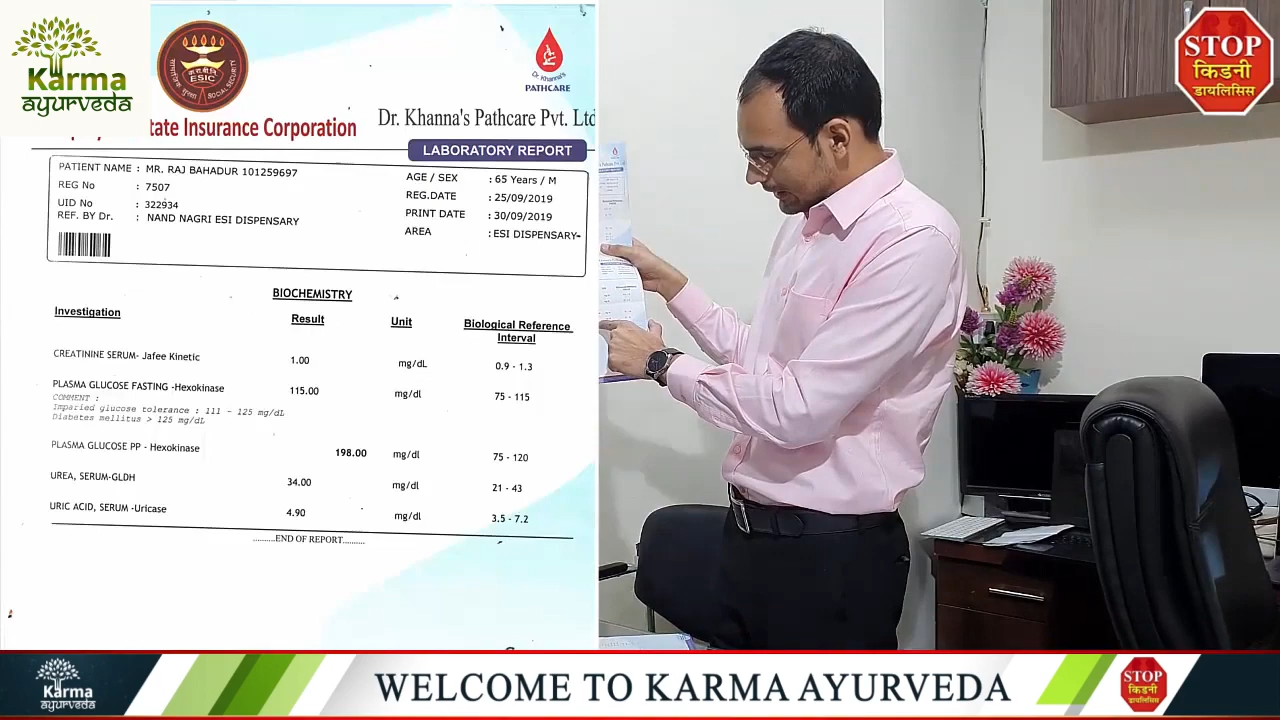 Karma
ayurveda
क.रा.बी.नि.
ESIC
SOCIAL SECURITY
Dr. Khanna's
PATHCARE
tate Insurance Corporation
Dr. Khanna's Pathcare Pvt. Ltd
LABORATORY REPORT
PATIENT NAME : MR. RAJ BAHADUR 101259697
REG No : 7507
UID No : 322934
REF. BY Dr. : NAND NAGRI ESI DISPENSARY
AGE / SEX : 65 Years / M
REG.DATE : 25/09/2019
PRINT DATE : 30/09/2019
AREA : ESI DISPENSARY-
BIOCHEMISTRY
Investigation Result Unit Biological Reference
Interval
CREATININE SERUM- Jafee Kinetic 1.00 mg/dL 0.9 - 1.3
PLASMA GLUCOSE FASTING -Hexokinase 115.00 mg/dl 75 - 115
COMMENT :
Imparied glucose tolerance : 111 - 125 mg/dL
Diabetes mellitus > 125 mg/dL
PLASMA GLUCOSE PP - Hexokinase 198.00 mg/dl 75 - 120
UREA, SERUM-GLDH 34.00 mg/dl 21 - 43
URIC ACID, SERUM -Uricase 4.90 mg/dl 3.5 - 7.2
..........END OF REPORT.........
STOP
किडनी
डायलिसिस
Karma
ayurveda
WELCOME TO KARMA AYURVEDA
STOP
किडनी
डायलिसिस